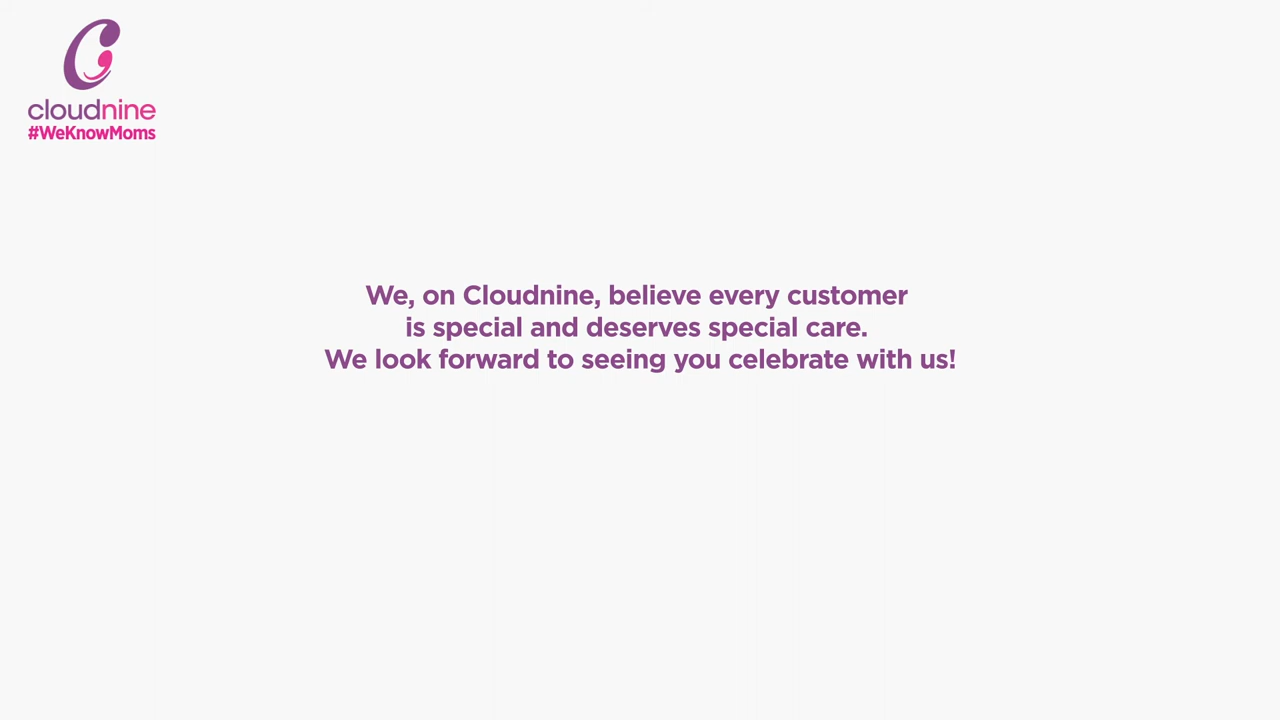 cloudnine
#WeKnowMoms
We, on Cloudnine, believe every customer
is special and deserves special care.
We look forward to seeing you celebrate with us!